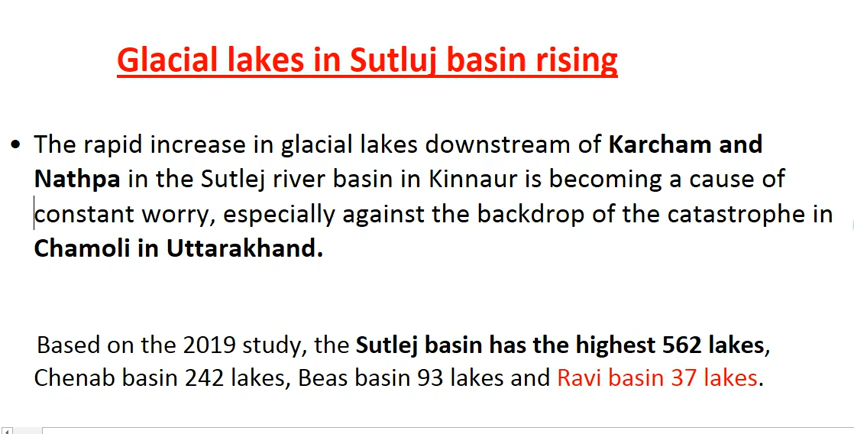 Glacial lakes in Sutluj basin rising
• The rapid increase in glacial lakes downstream of Karcham and
Nathpa in the Sutlej river basin in Kinnaur is becoming a cause of
constant worry, especially against the backdrop of the catastrophe in
Chamoli in Uttarakhand.
Based on the 2019 study, the Sutlej basin has the highest 562 lakes,
Chenab basin 242 lakes, Beas basin 93 lakes and Ravi basin 37 lakes.